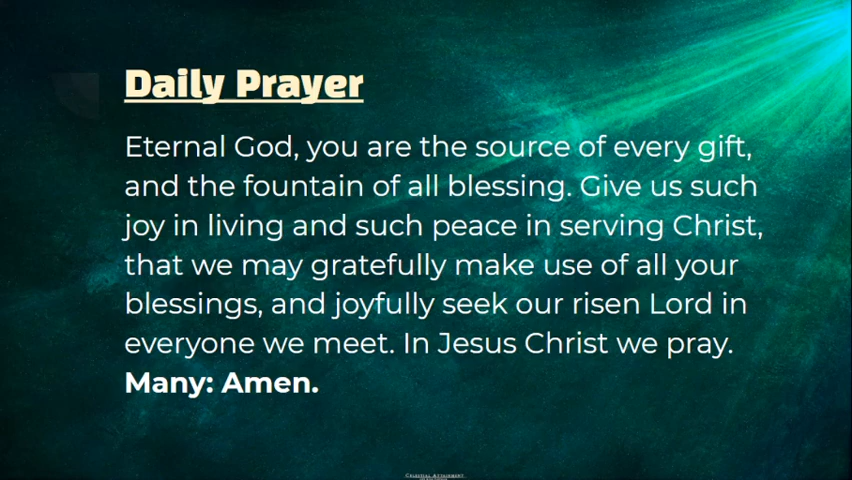 Daily Prayer
Eternal God, you are the source of every gift,
and the fountain of all blessing. Give us such
joy in living and such peace in serving Christ,
that we may gratefully make use of all your
blessings, and joyfully seek our risen Lord in
everyone we meet. In Jesus Christ we pray.
Many: Amen.
Celestial Attainment